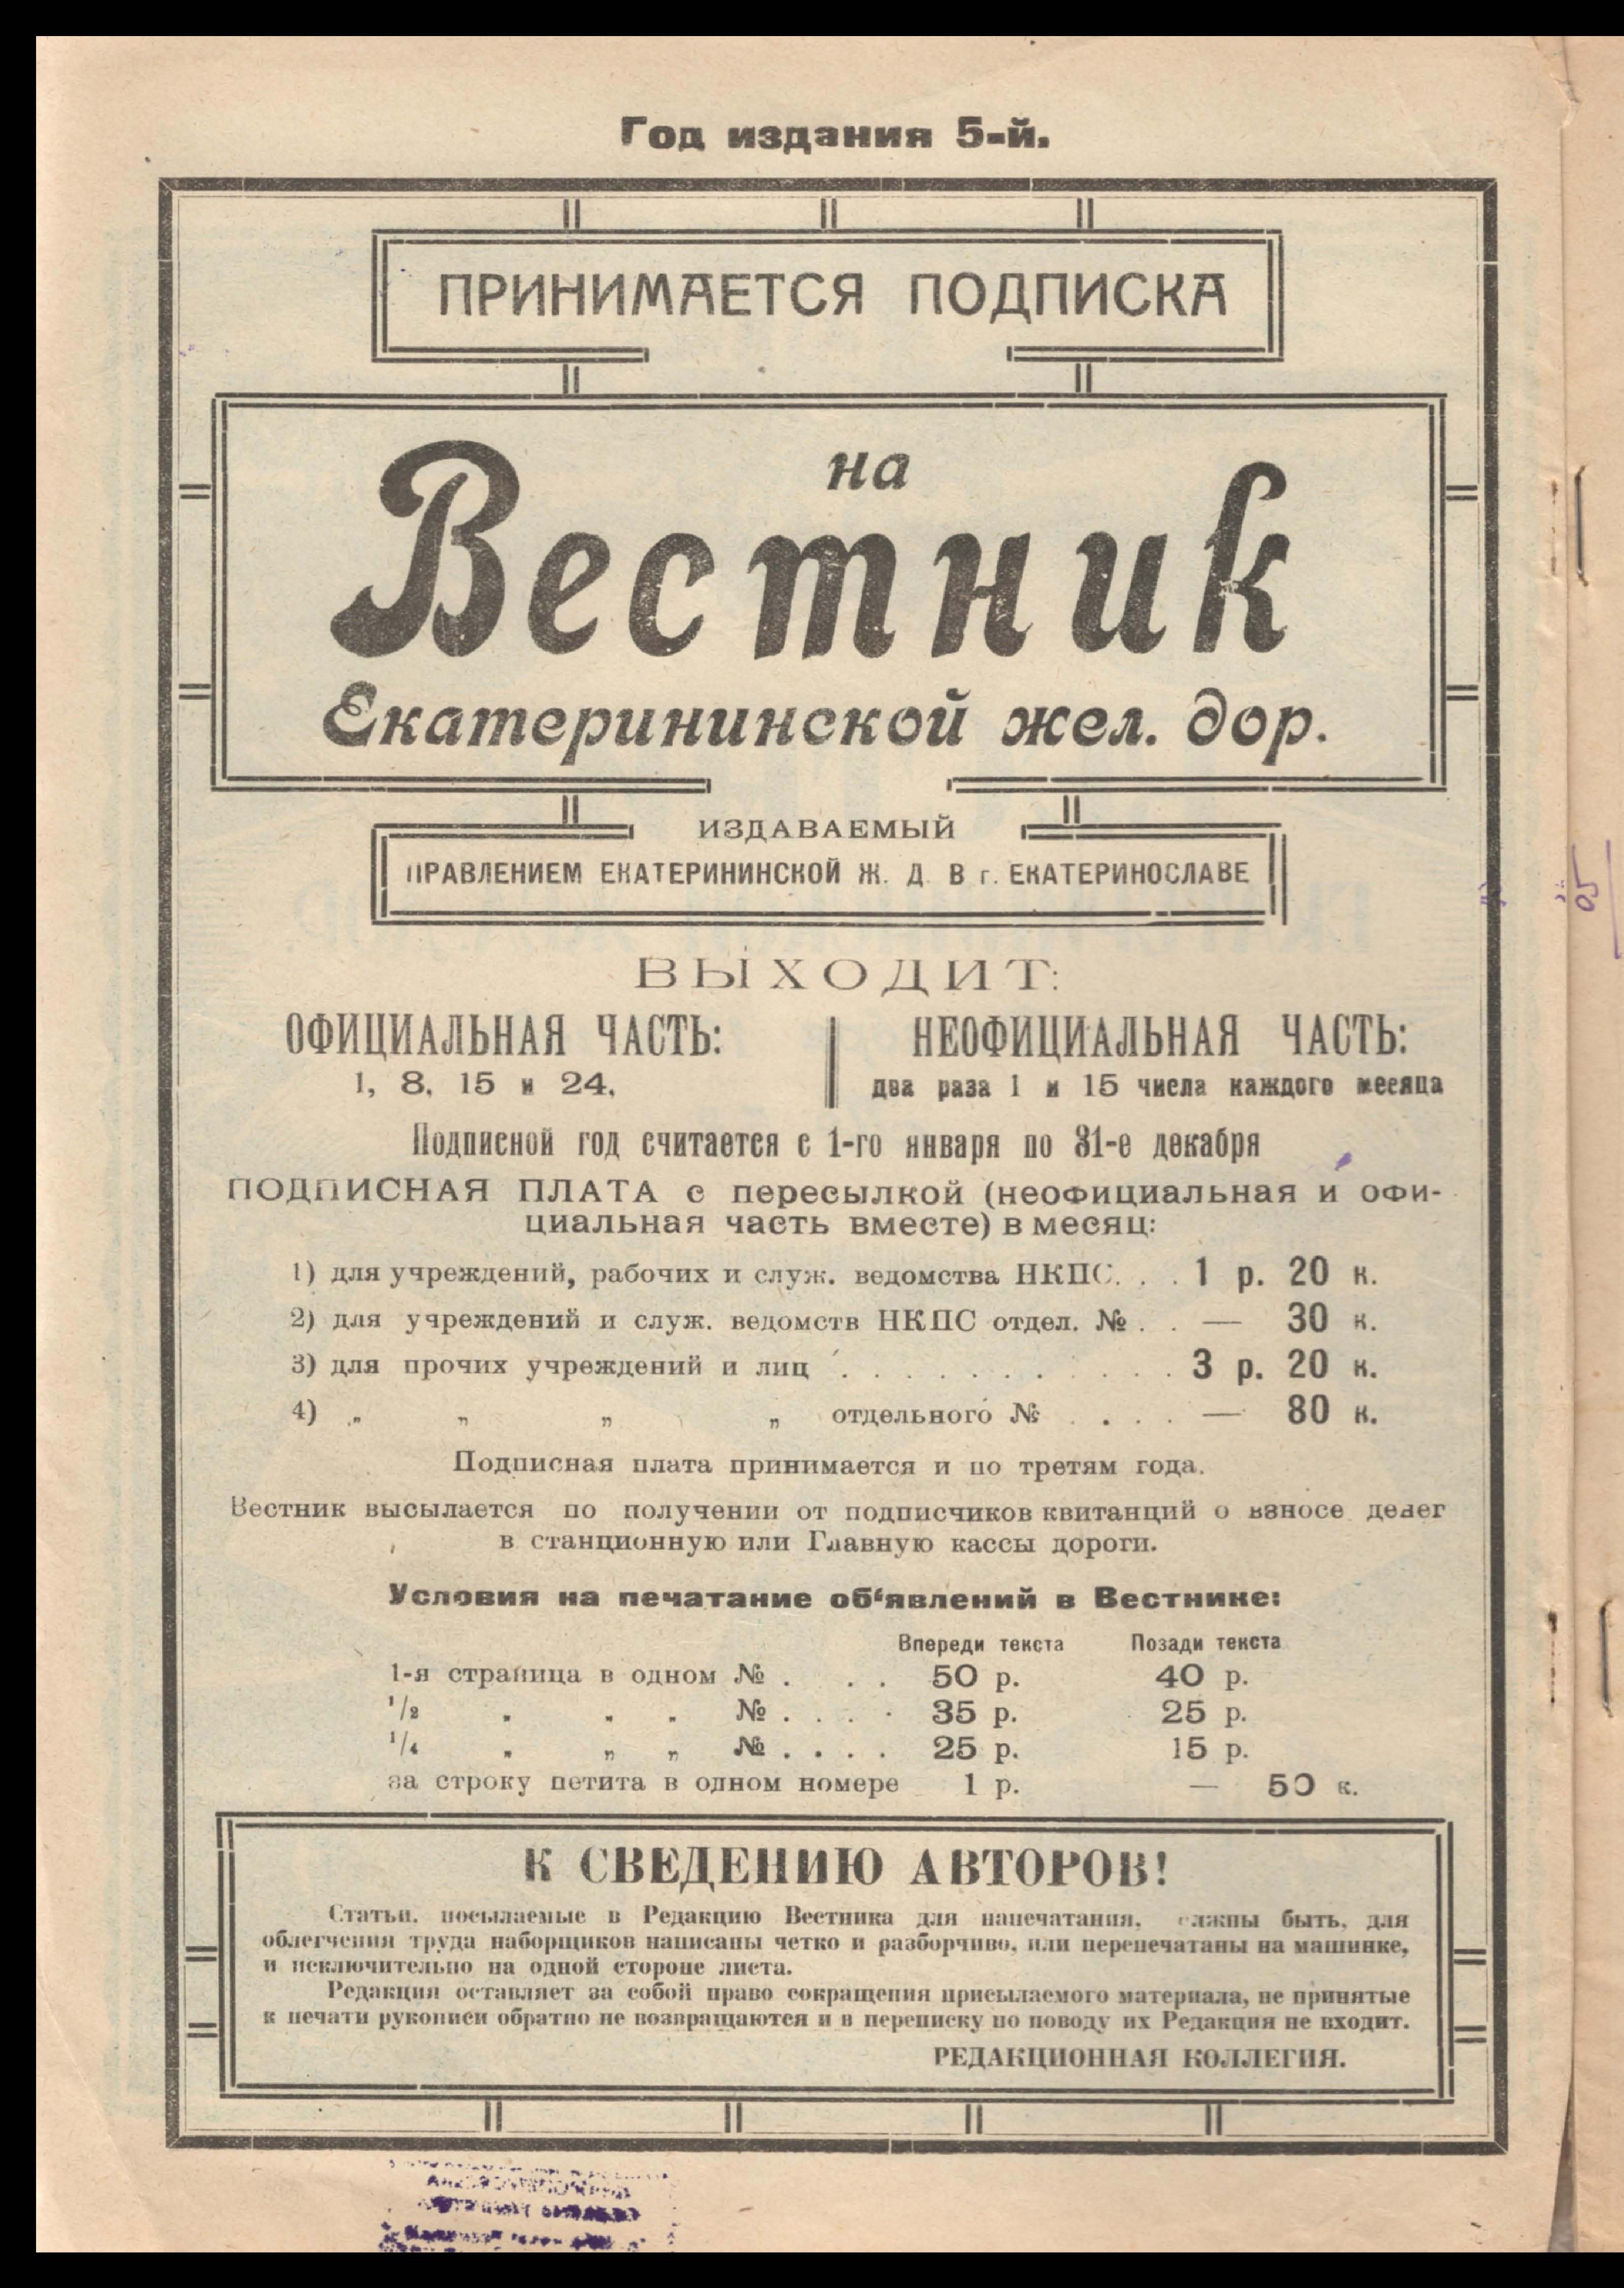 Год издания 5-й.
ПРИНИМАЕТСЯ ПОДПИСКА
на
Вестник
Екатерининской жел. дор.
ИЗДАВАЕМЫЙ
ПРАВЛЕНИЕМ ЕКАТЕРИНИНСКОЙ Ж. Д. В г. ЕКАТЕРИНОСЛАВЕ
ВЫХОДИТ:
ОФИЦИАЛЬНАЯ ЧАСТЬ:
1, 8, 15 и 24,
НЕОФИЦИАЛЬНАЯ ЧАСТЬ:
два раза 1 и 15 числа каждого месяца
Подписной год считается с 1-го января по 31-е декабря
ПОДПИСНАЯ ПЛАТА с пересылкой (неофициальная и офи-
циальная часть вместе) в месяц:
1) для учреждений, рабочих и служ. ведомства НКПС. . . 1 р. 20 к.
2) для учреждений и служ. ведомств НКПС отдел. № . . — 30 к.
3) для прочих учреждений и лиц . . . . . . . . . . . 3 р. 20 к.
4) „ „ „ „ отдельного № . . . . — 80 к.
Подписная плата принимается и по третям года.
Вестник высылается по получении от подписчиков квитанций о взносе денег
в станционную или Главную кассы дороги.
Условия на печатание об‘явлений в Вестнике:
Впереди текста Позади текста
1-я страница в одном № . . . 50 р. 40 р.
1/2 „ „ „ № . . . . 35 р. 25 р.
1/4 „ „ „ № . . . . 25 р. 15 р.
за строку петита в одном номере 1 р. — 50 к.
К СВЕДЕНИЮ АВТОРОВ!
Статьи, посылаемые в Редакцию Вестника для напечатания, быть, для
облегчения труда наборщиков написаны четко и разборчиво, или перепечатаны на машинке,
и исключительно на одной стороне листа.
Редакция оставляет за собой право сокращения присылаемого материала, не принятые
к печати рукописи обратно не возвращаются и в переписку по поводу их Редакция не входит.
РЕДАКЦИОННАЯ КОЛЛЕГИЯ.